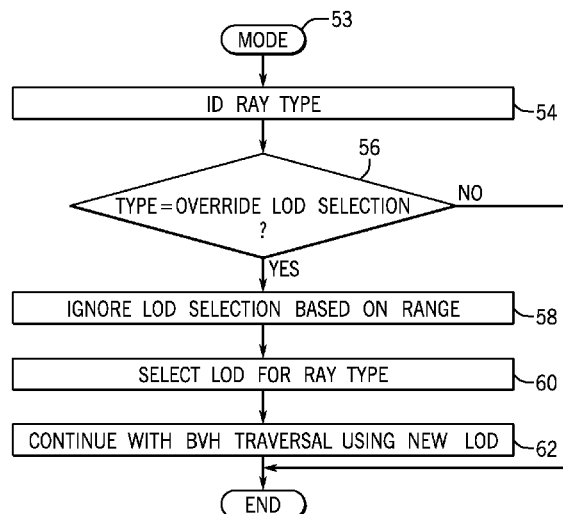 MODE
53
ID RAY TYPE
54
56
TYPE=OVERRIDE LOD SELECTION
?
NO
YES
IGNORE LOD SELECTION BASED ON RANGE
58
SELECT LOD FOR RAY TYPE
60
CONTINUE WITH BVH TRAVERSAL USING NEW LOD
62
END